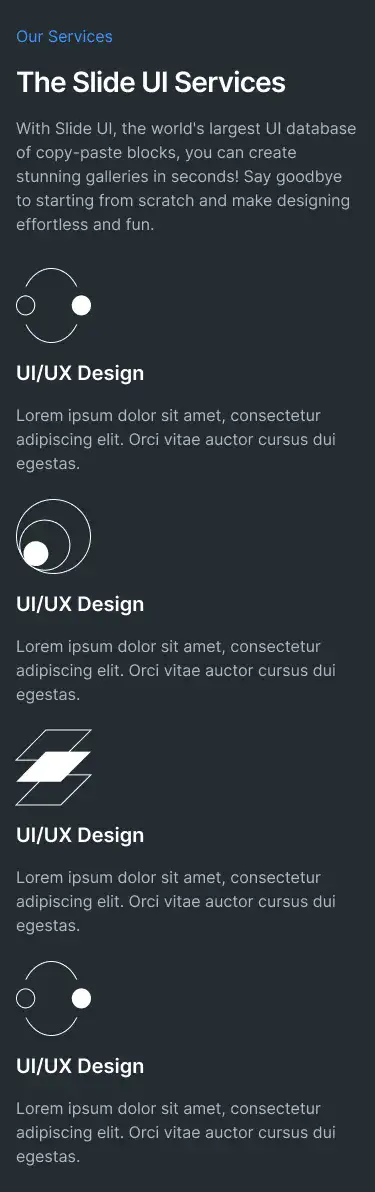 Our Services
The Slide UI Services
With Slide UI, the world's largest UI database
of copy-paste blocks, you can create
stunning galleries in seconds! Say goodbye
to starting from scratch and make designing
effortless and fun.
UI/UX Design
Lorem ipsum dolor sit amet, consectetur
adipiscing elit. Orci vitae auctor cursus dui
egestas.
UI/UX Design
Lorem ipsum dolor sit amet, consectetur
adipiscing elit. Orci vitae auctor cursus dui
egestas.
UI/UX Design
Lorem ipsum dolor sit amet, consectetur
adipiscing elit. Orci vitae auctor cursus dui
egestas.
UI/UX Design
Lorem ipsum dolor sit amet, consectetur
adipiscing elit. Orci vitae auctor cursus dui
egestas.